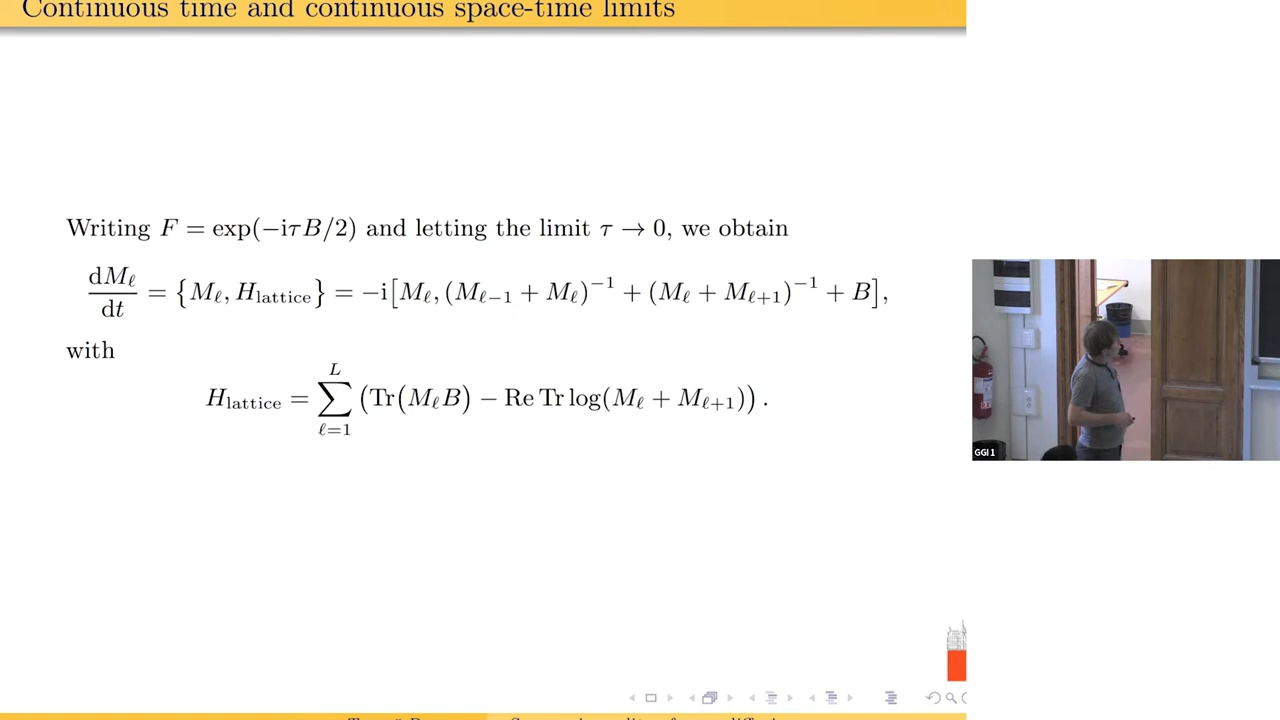 Continuous time and continuous space-time limits
Writing F = exp(−iτB/2) and letting the limit τ → 0, we obtain
dM_ℓ/dt = {M_ℓ, H_lattice} = −i[M_ℓ, (M_{ℓ−1} + M_ℓ)^{−1} + (M_ℓ + M_{ℓ+1})^{−1} + B],
with
H_lattice = ∑_{ℓ=1}^{L} (Tr(M_ℓ B) − Re Tr log(M_ℓ + M_{ℓ+1})).
GGI 1